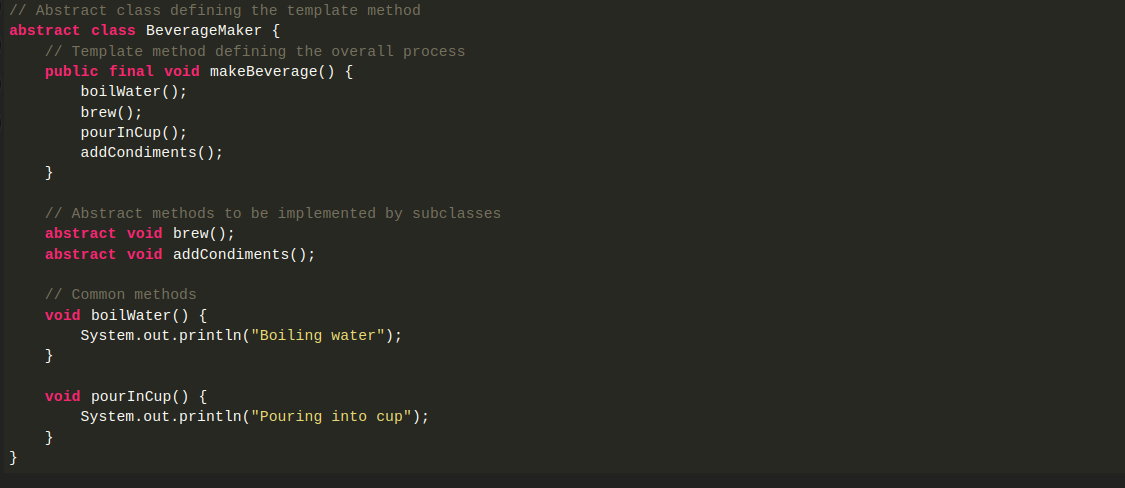 // Abstract class defining the template method
abstract class BeverageMaker {
    // Template method defining the overall process
    public final void makeBeverage() {
        boilWater();
        brew();
        pourInCup();
        addCondiments();
    }

    // Abstract methods to be implemented by subclasses
    abstract void brew();
    abstract void addCondiments();

    // Common methods
    void boilWater() {
        System.out.println("Boiling water");
    }

    void pourInCup() {
        System.out.println("Pouring into cup");
    }
}